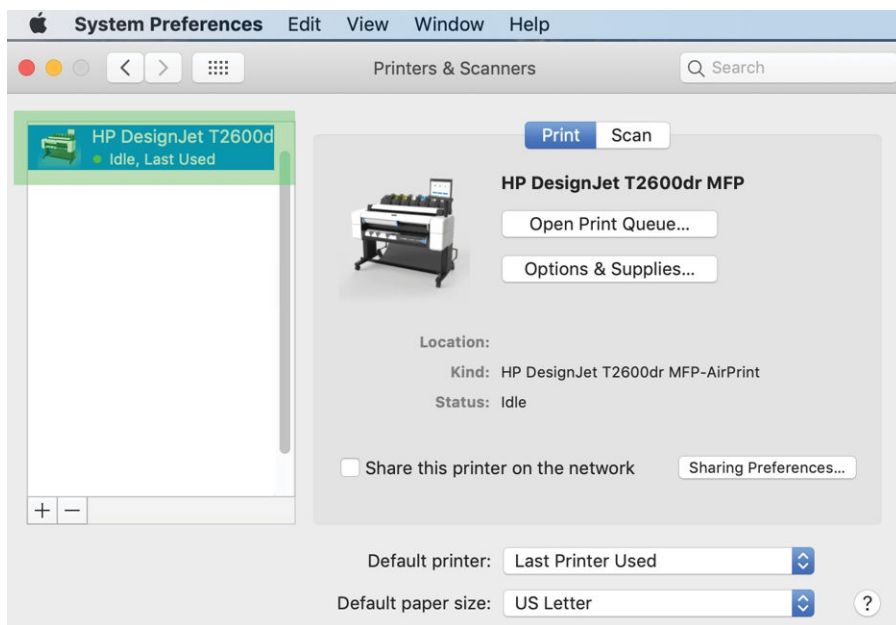 System Preferences Edit View Window Help
Printers & Scanners
Search
HP DesignJet T2600d
Idle, Last Used
Print Scan
HP DesignJet T2600dr MFP
Open Print Queue...
Options & Supplies...
Location:
Kind: HP DesignJet T2600dr MFP-AirPrint
Status: Idle
Share this printer on the network
Sharing Preferences...
+ −
Default printer: Last Printer Used
Default paper size: US Letter
?